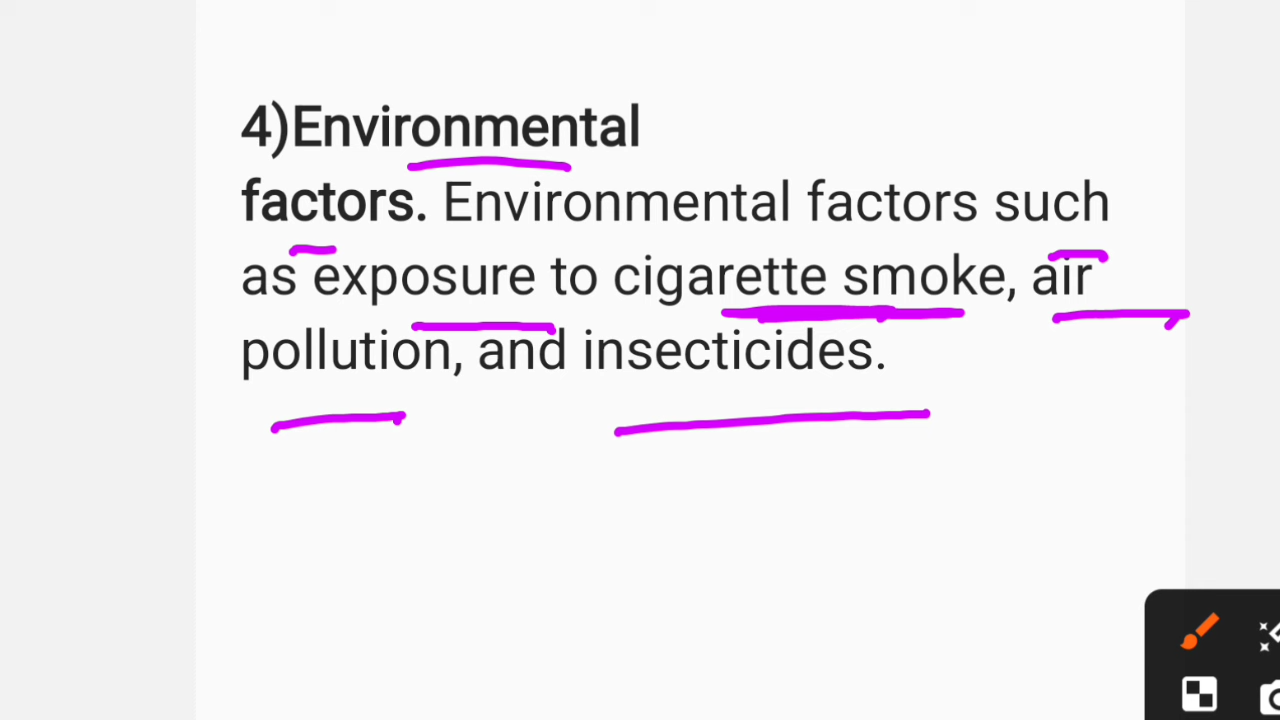 4)Environmental
factors. Environmental factors such
as exposure to cigarette smoke, air
pollution, and insecticides.